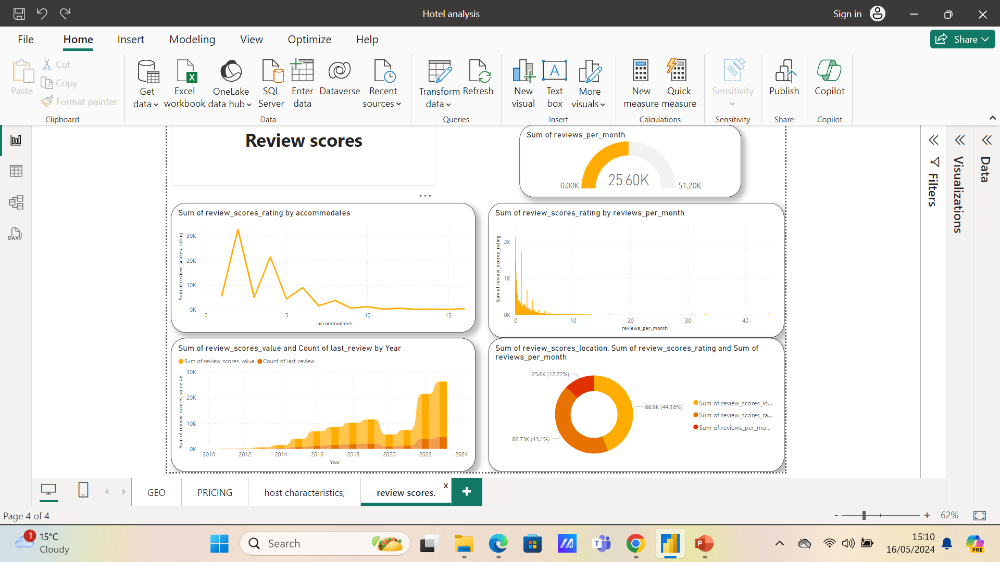 Hotel analysis
Sign in
File Home Insert Modeling View Optimize Help
Share
Paste
Cut
Copy
Format painter
Clipboard
Get data
Excel workbook
OneLake data hub
SQL Server
Enter data
Dataverse
Recent sources
Data
Transform data
Refresh
Queries
New visual
Text box
More visuals
Insert
New measure
Quick measure
Calculations
Sensitivity
Sensitivity
Publish
Share
Copilot
Copilot
DAX
Review scores
Sum of reviews_per_month
25.60K
0.00K
51.20K
Filters
Visualizations
Data
Sum of review_scores_rating by accommodates
Sum of review_scores_rating
30K
20K
10K
0K
0 5 10 15
accommodates
Sum of review_scores_rating by reviews_per_month
Sum of review_scores_rating
2K
1K
0K
0 10 20 30 40
reviews_per_month
Sum of review_scores_value and Count of last_review by Year
Sum of review_scores_value Count of last_review
Sum of review_scores_value an...
30K
20K
10K
0K
2010 2012 2014 2016 2018 2020 2022 2024
Year
Sum of review_scores_location, Sum of review_scores_rating and Sum of
reviews_per_month
25.6K (12.72%)
88.9K (44.18%)
86.73K (43.1%)
Sum of review_scores_lo...
Sum of review_scores_ra...
Sum of reviews_per_mo...
GEO PRICING host characteristics, review scores. x +
Page 4 of 4
- + 62%
1
15°C
Cloudy
Search
T
P
15:10
16/05/2024
PRE